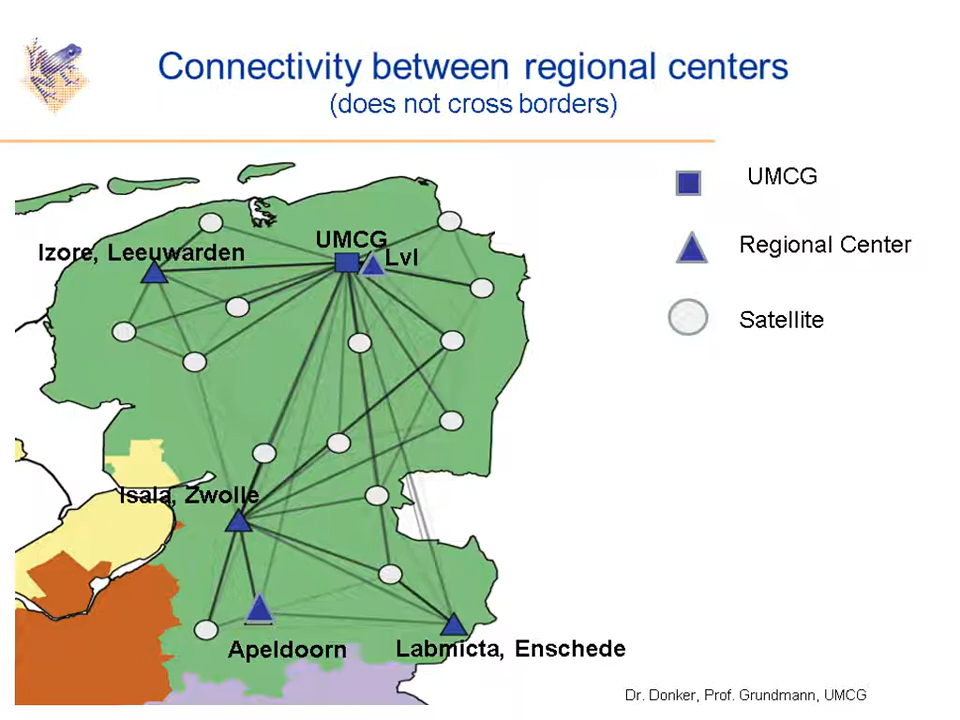 Connectivity between regional centers
(does not cross borders)
UMCG
Regional Center
Satellite
UMCG
Lvl
Izore, Leeuwarden
Isala, Zwolle
Apeldoorn
Labmicta, Enschede
Dr. Donker, Prof. Grundmann, UMCG